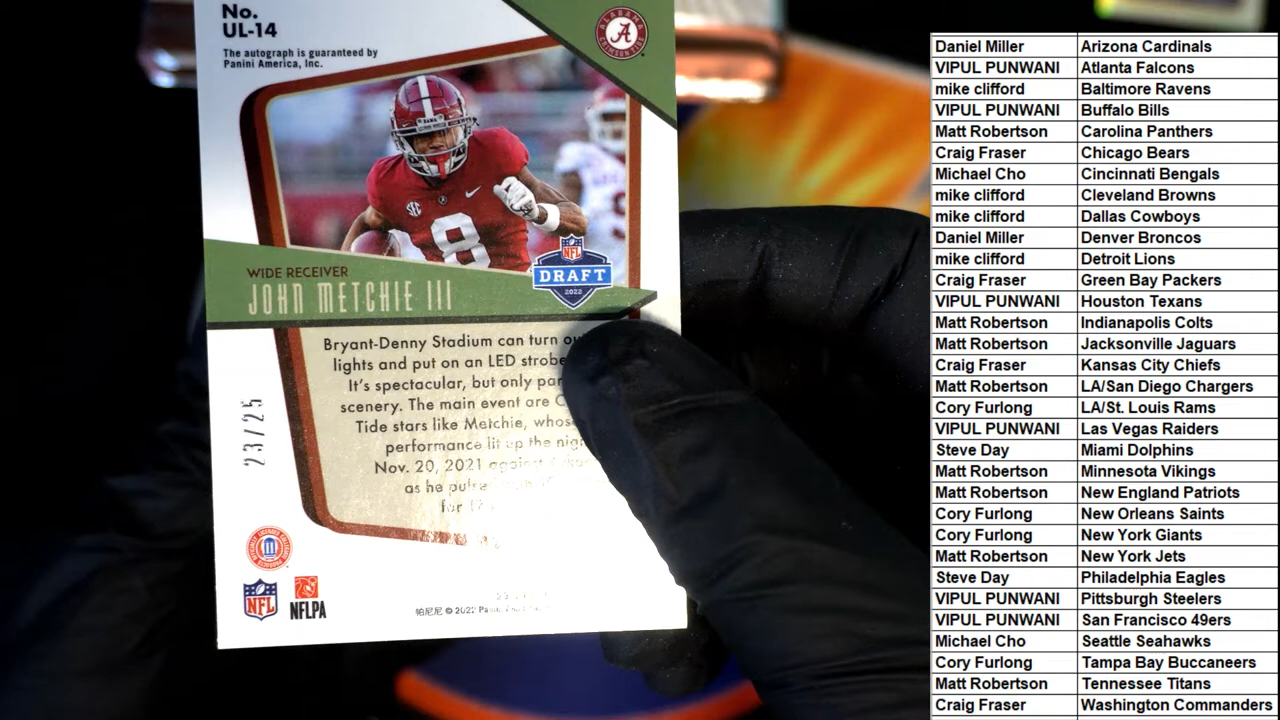 No.
UL-14
The autograph is guaranteed by
Panini America, Inc.
ALABAMA
A
CRIMSON TIDE
SEC
8
NFL
DRAFT
2022
WIDE RECEIVER
JOHN METCHIE III
Bryant-Denny Stadium can turn
lights and put on an LED strobe
It's spectacular, but only
scenery. The main event are
Tide stars like Metchie, whose
performance lit up the
Nov. 20, 2021 against
as he
for
23/25
NFL
NFLPA
帕尼尼 © 2022
Daniel Miller Arizona Cardinals
VIPUL PUNWANI Atlanta Falcons
mike clifford Baltimore Ravens
VIPUL PUNWANI Buffalo Bills
Matt Robertson Carolina Panthers
Craig Fraser Chicago Bears
Michael Cho Cincinnati Bengals
mike clifford Cleveland Browns
mike clifford Dallas Cowboys
Daniel Miller Denver Broncos
mike clifford Detroit Lions
Craig Fraser Green Bay Packers
VIPUL PUNWANI Houston Texans
Matt Robertson Indianapolis Colts
Matt Robertson Jacksonville Jaguars
Craig Fraser Kansas City Chiefs
Matt Robertson LA/San Diego Chargers
Cory Furlong LA/St. Louis Rams
VIPUL PUNWANI Las Vegas Raiders
Steve Day Miami Dolphins
Matt Robertson Minnesota Vikings
Matt Robertson New England Patriots
Cory Furlong New Orleans Saints
Cory Furlong New York Giants
Matt Robertson New York Jets
Steve Day Philadelphia Eagles
VIPUL PUNWANI Pittsburgh Steelers
VIPUL PUNWANI San Francisco 49ers
Michael Cho Seattle Seahawks
Cory Furlong Tampa Bay Buccaneers
Matt Robertson Tennessee Titans
Craig Fraser Washington Commanders